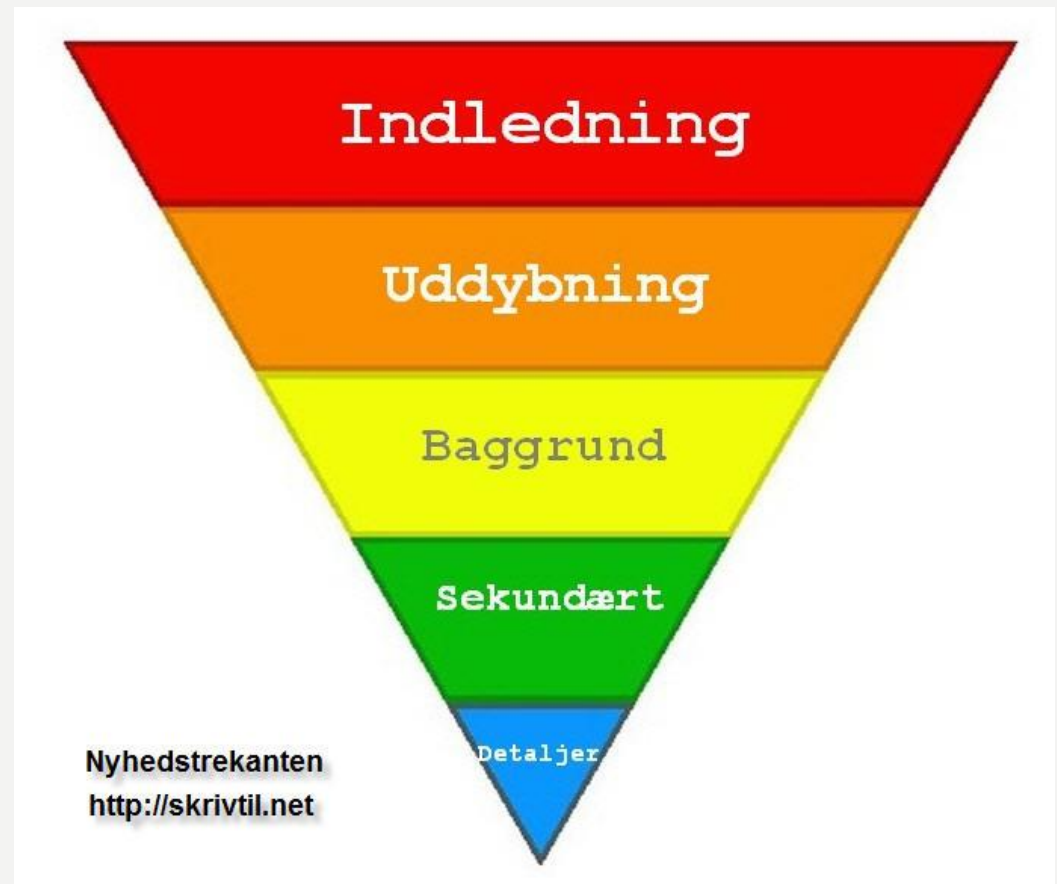 Indledning
Uddybning
Baggrund
Sekundært
Detaljer
Nyhedstrekanten
http://skrivtil.net